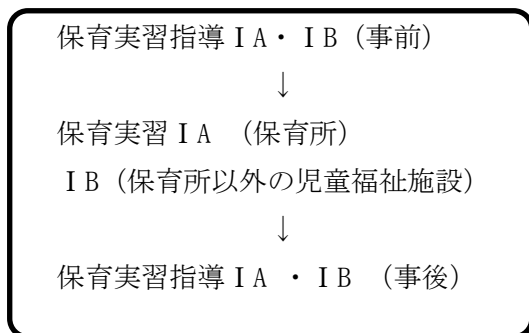 保育実習指導ⅠA・ⅠB（事前）
↓
保育実習ⅠA　（保育所）
ⅠB（保育所以外の児童福祉施設）
↓
保育実習指導ⅠA ・ⅠB　（事後）